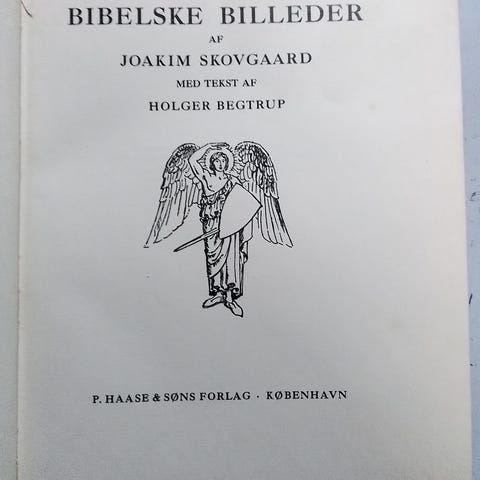 BIBELSKE BILLEDER
AF
JOAKIM SKOVGAARD
MED TEKST AF
HOLGER BEGTRUP
P. HAASE & SØNS FORLAG · KØBENHAVN